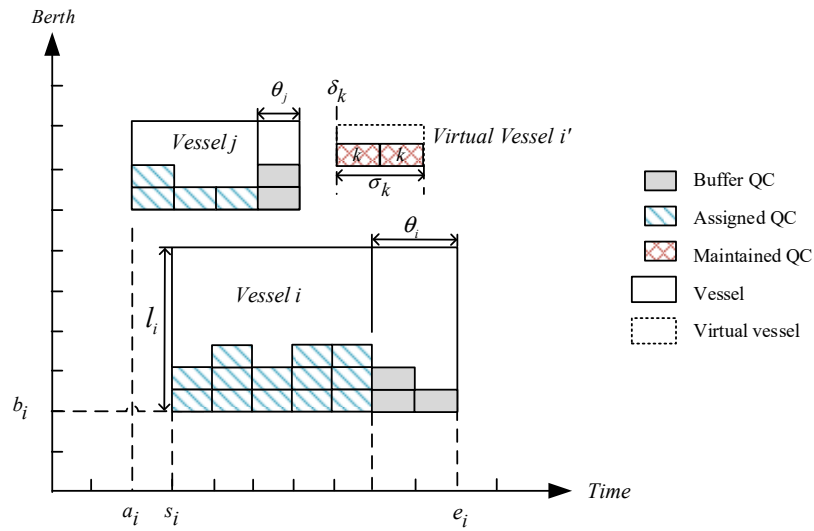 Berth
θj
δk
Vessel j
Virtual Vessel i'
k k
σk
Buffer QC
Assigned QC
Maintained QC
Vessel
Virtual vessel
θi
Vessel i
li
bi
Time
ai
si
ei